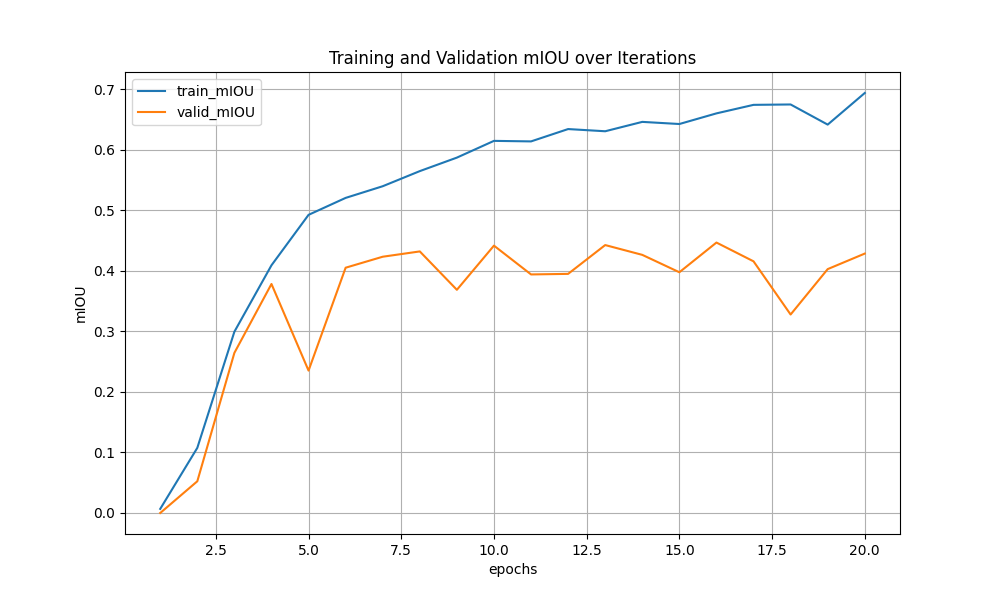 Training and Validation mIOU over Iterations
train_mIOU
valid_mIOU
0.7
0.6
0.5
0.4
0.3
0.2
0.1
0.0
mIOU
2.5 5.0 7.5 10.0 12.5 15.0 17.5 20.0
epochs